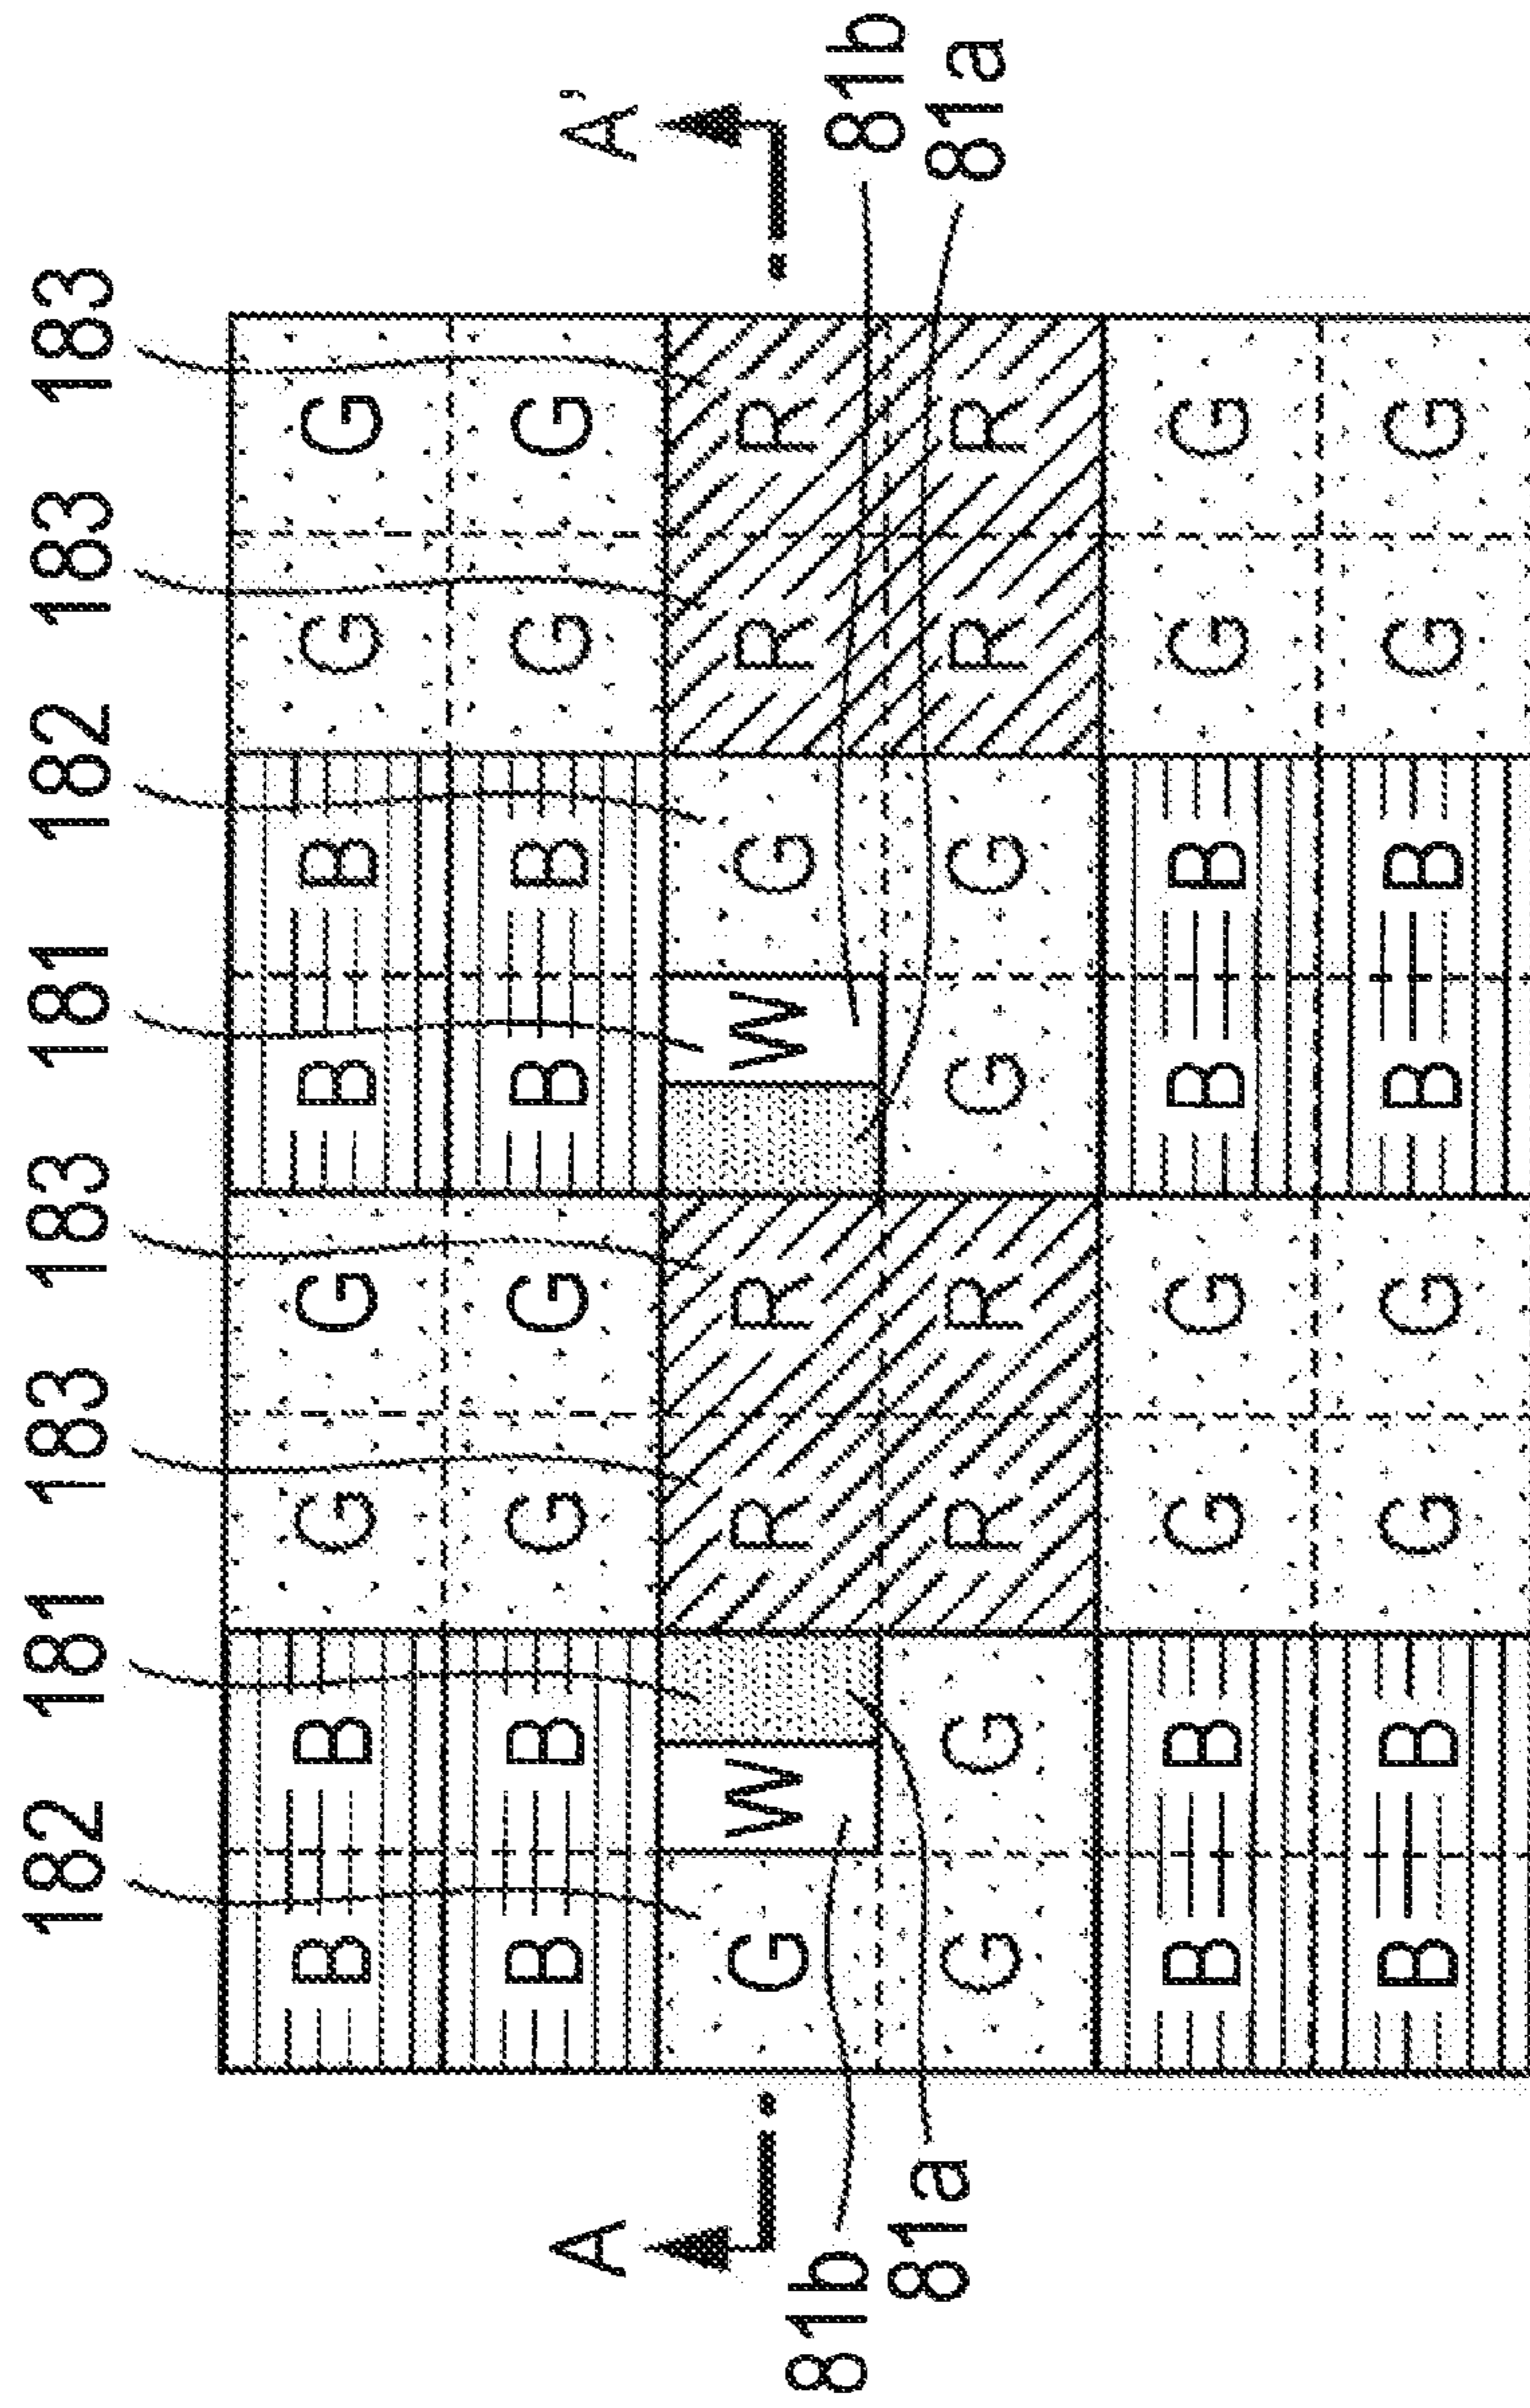 182 181 183 183 181 182 183 183
B B G G B B G G
B B G G B B G G
A A'
G W R R W G R R
81b 81b
81a 81a
G G R R G G R R
B B G G B B G G
B B G G B B G G